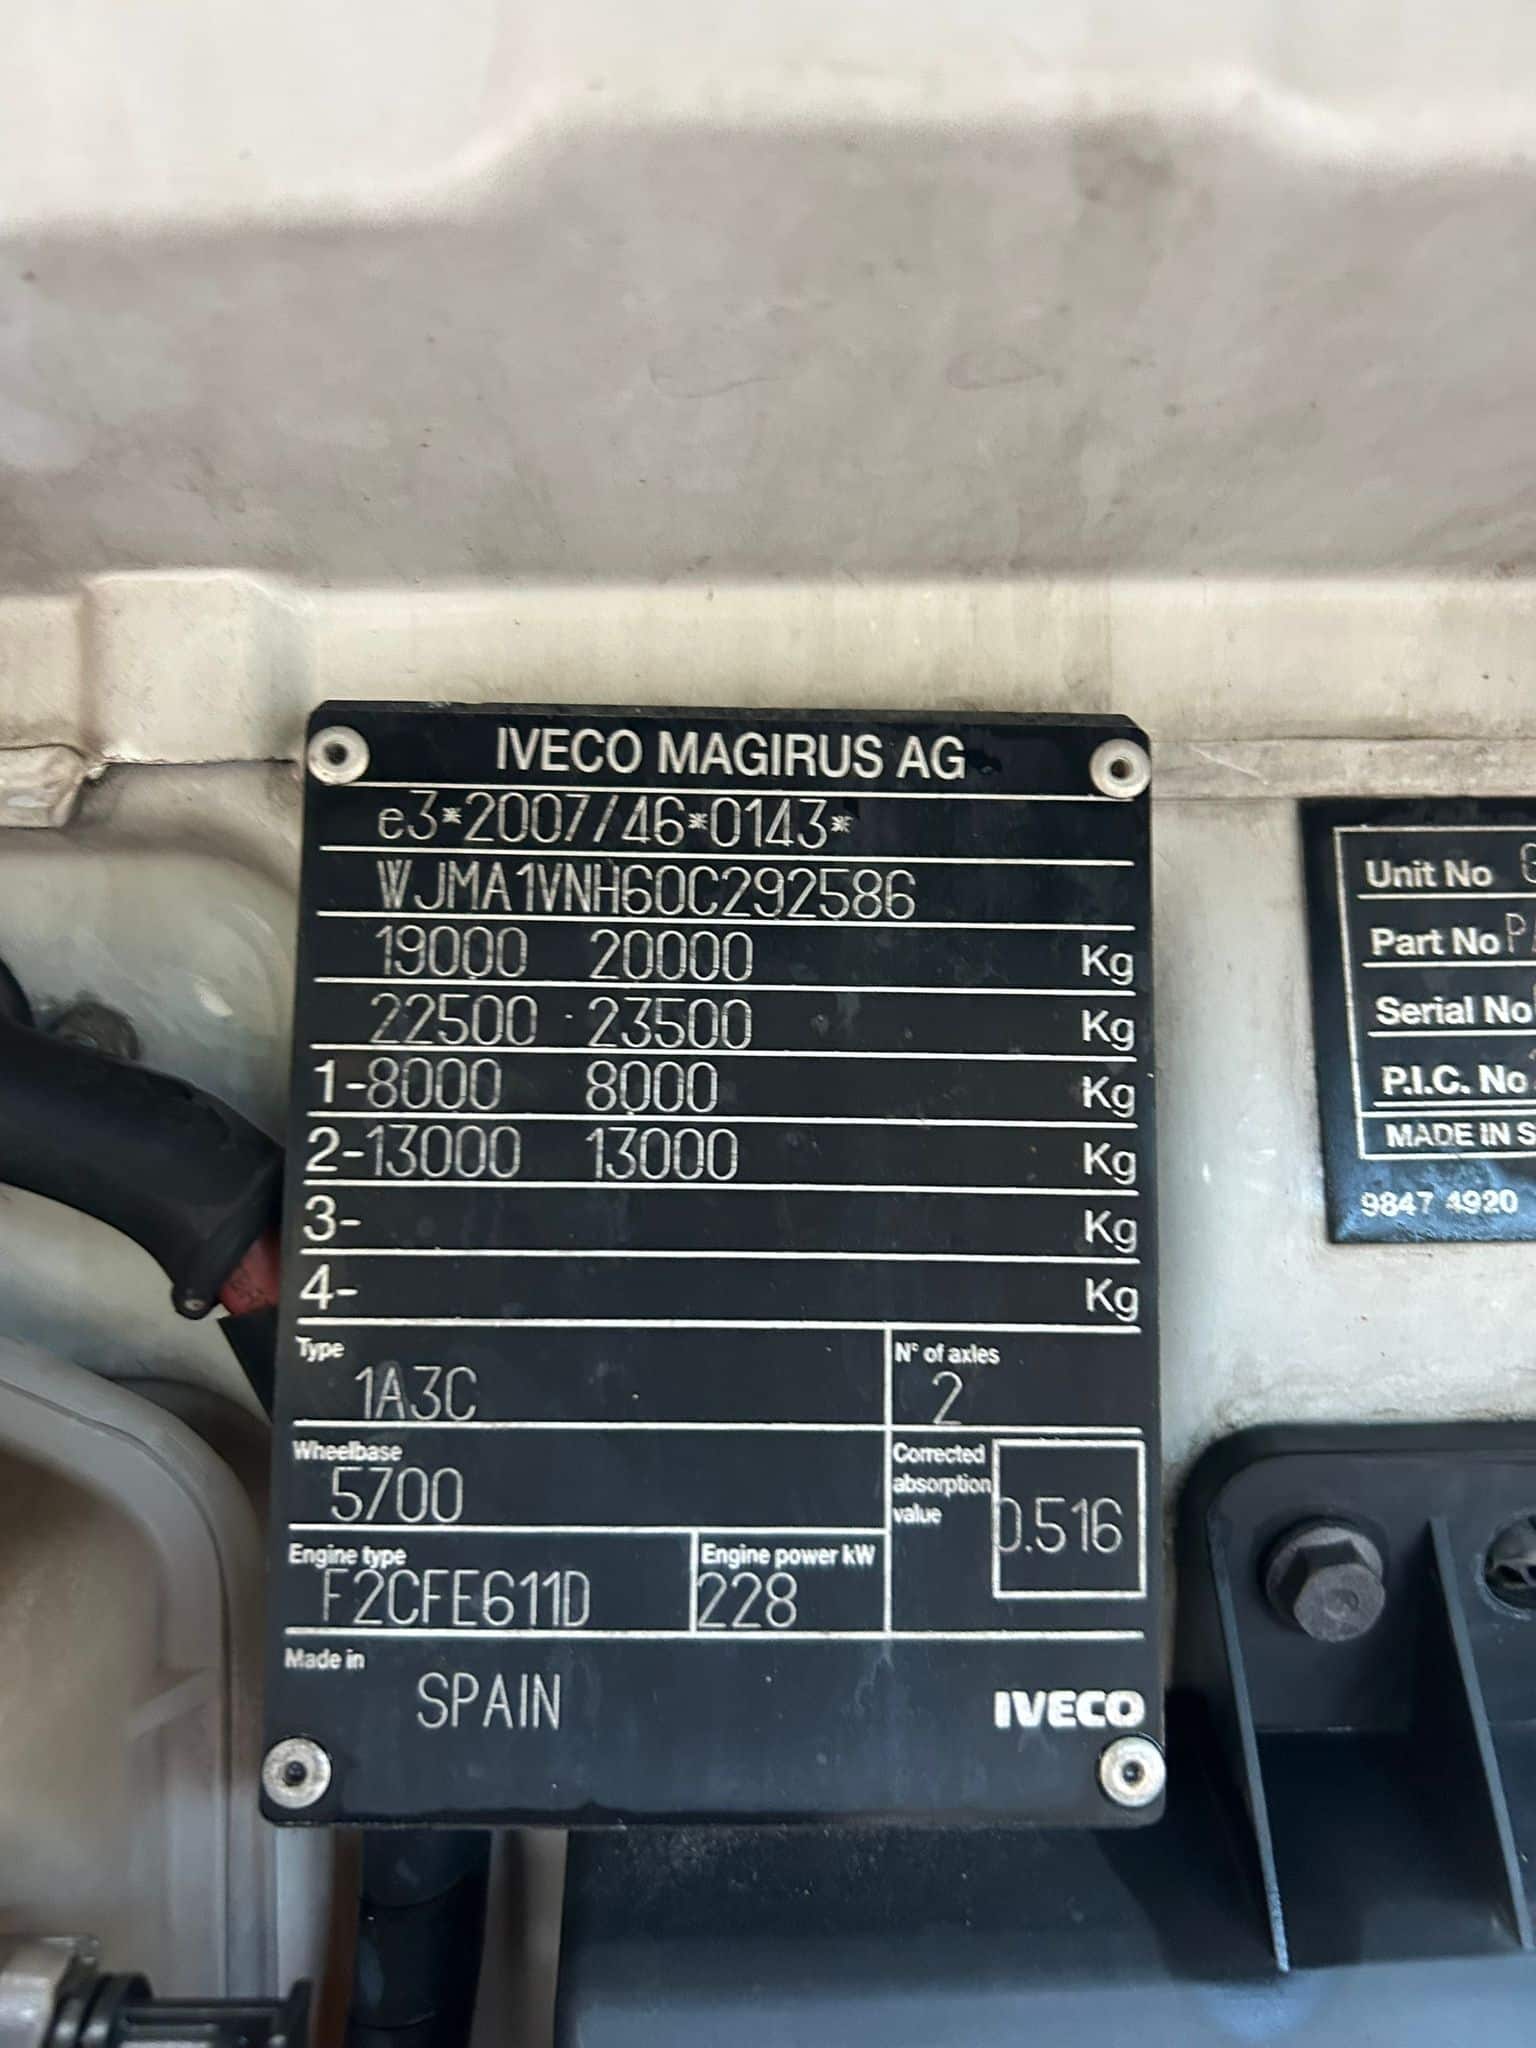 IVECO MAGIRUS AG
e3*2007/46*0143*
WJMA1VNH60C292586
19000 20000 Kg
22500 23500 Kg
1-8000 8000 Kg
2-13000 13000 Kg
3- Kg
4- Kg
Type
1A3C
N° of axles
2
Wheelbase
5700
Corrected
absorption
value
0.516
Engine type
F2CFE611D
Engine power kW
228
Made in
SPAIN
IVECO
Unit No
Part No
Serial No
P.I.C. No
MADE IN
9847 4920